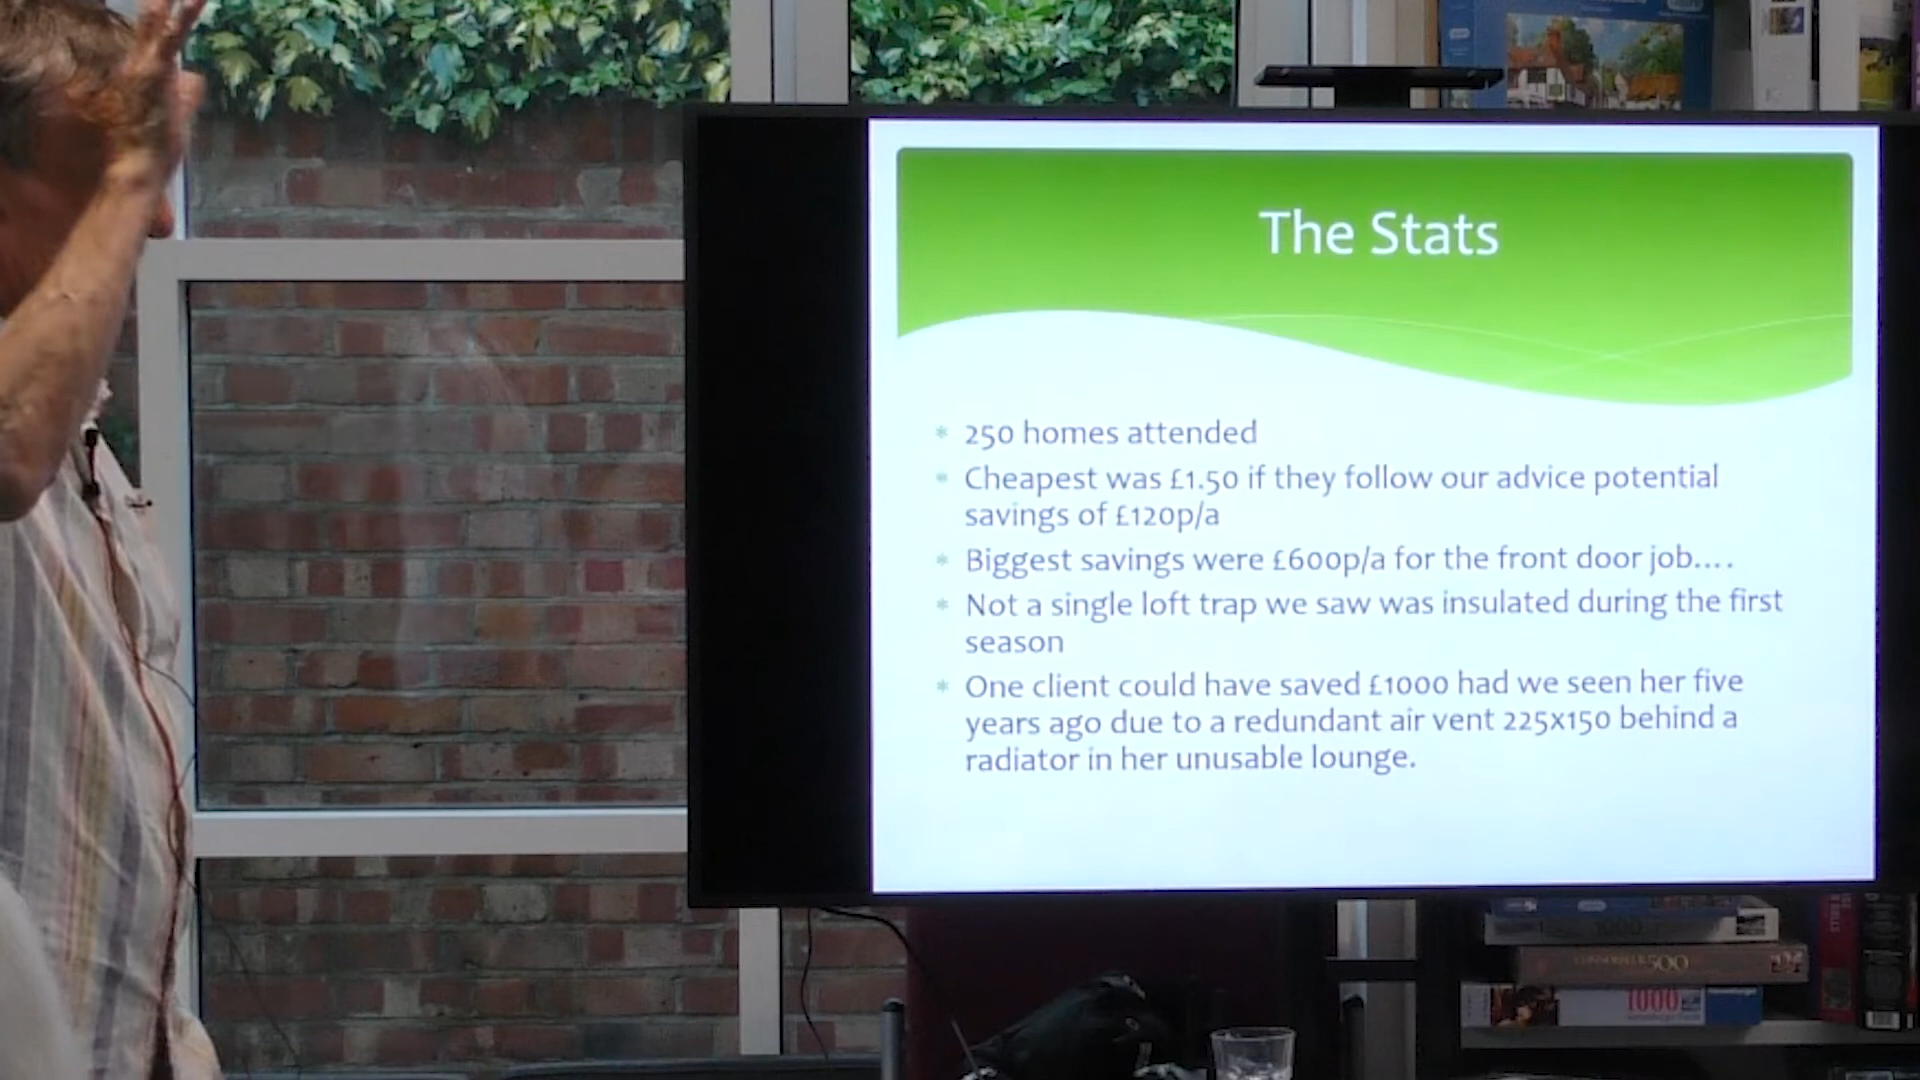 The Stats
* 250 homes attended
* Cheapest was £1.50 if they follow our advice potential
savings of £120p/a
* Biggest savings were £600p/a for the front door job....
* Not a single loft trap we saw was insulated during the first
season
* One client could have saved £1000 had we seen her five
years ago due to a redundant air vent 225x150 behind a
radiator in her unusable lounge.
1000
500
1000